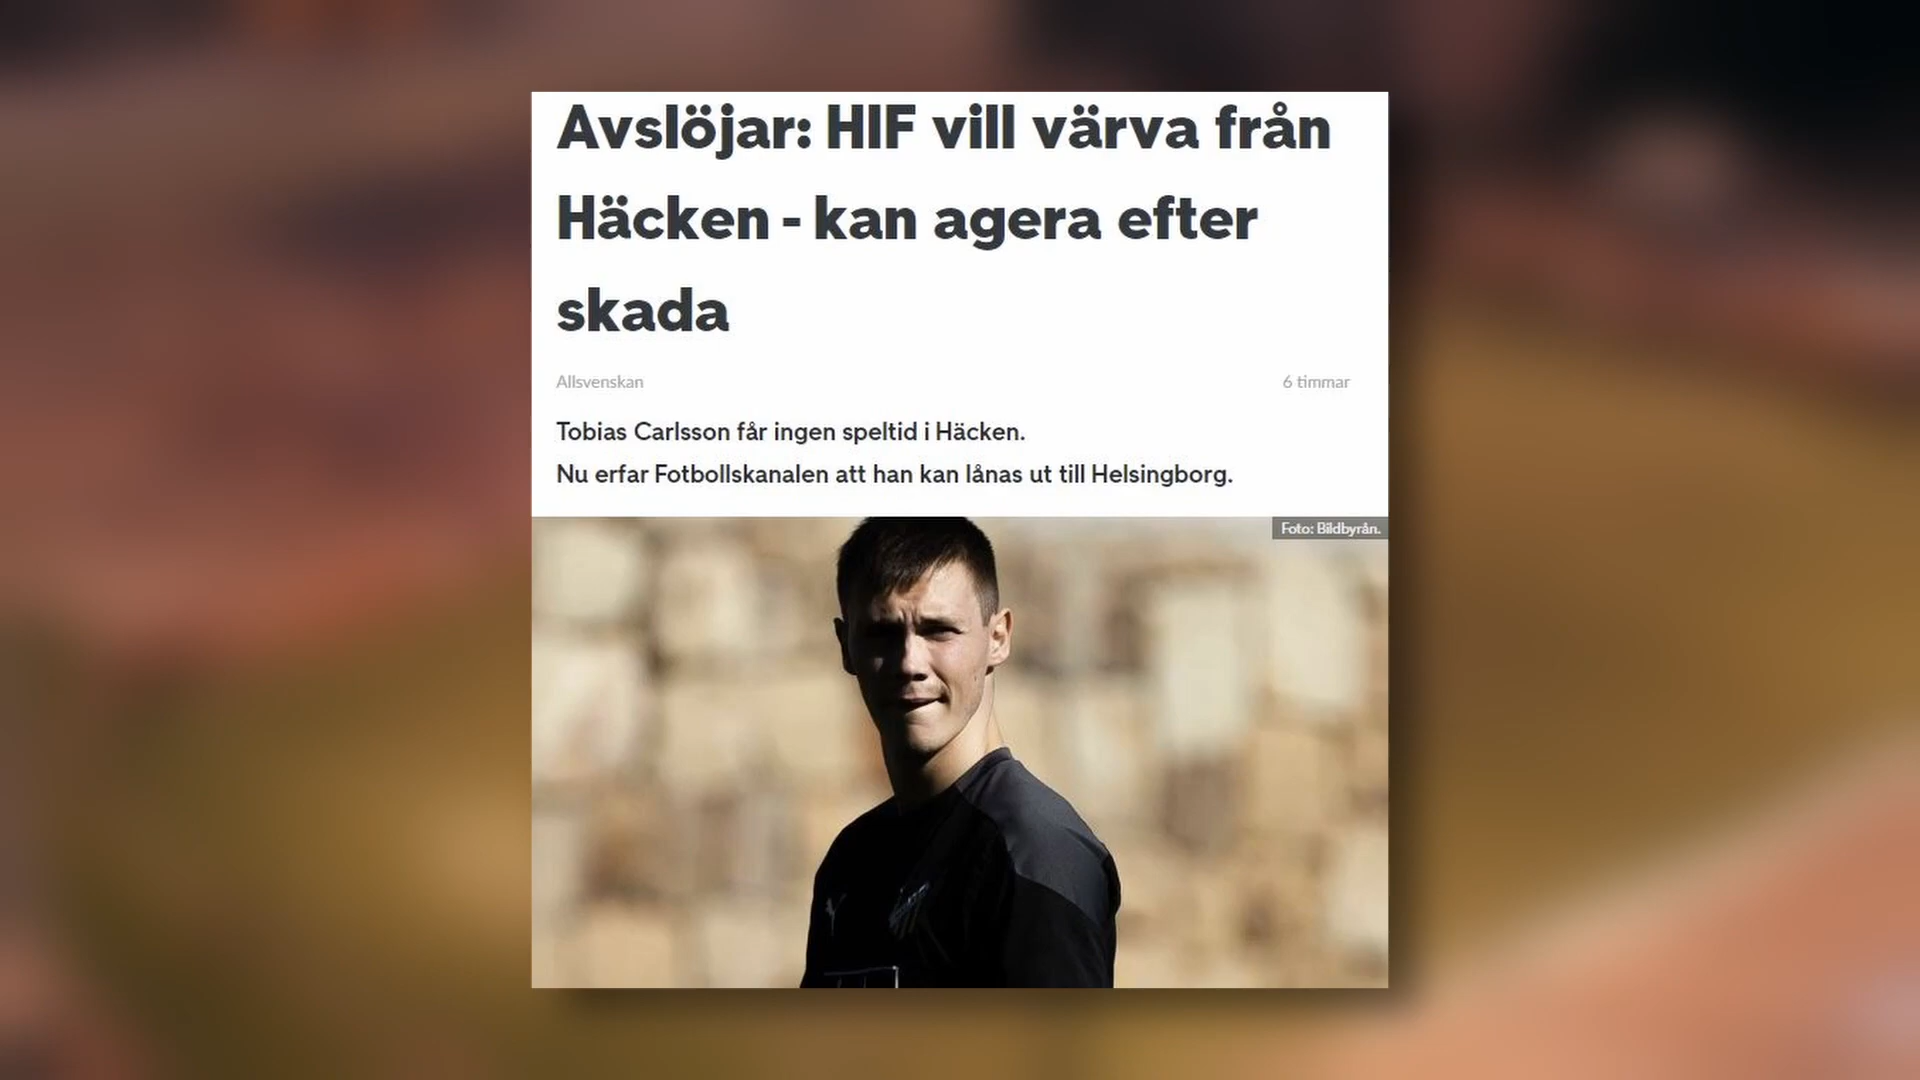 Avslöjar: HIF vill värva från
Häcken - kan agera efter
skada
Allsvenskan
6 timmar
Tobias Carlsson får ingen speltid i Häcken.
Nu erfar Fotbollskanalen att han kan lånas ut till Helsingborg.
Foto: Bildbyrån.